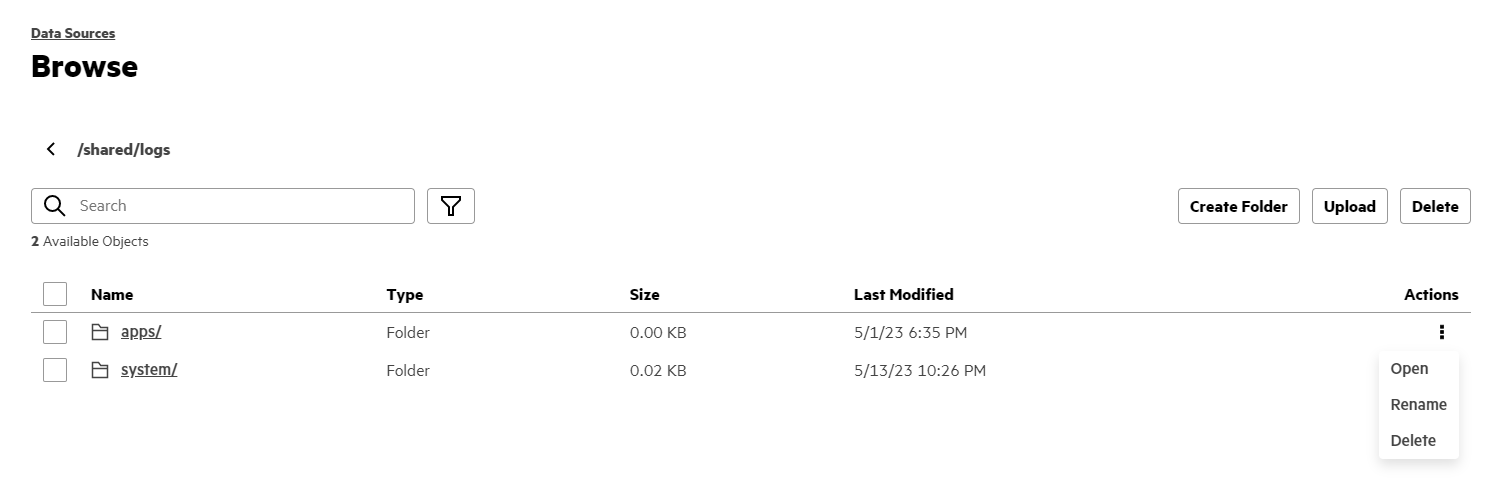 Data Sources
Browse
/shared/logs
Search
Create Folder Upload Delete
2 Available Objects
Name Type Size Last Modified Actions
apps/ Folder 0.00 KB 5/1/23 6:35 PM
system/ Folder 0.02 KB 5/13/23 10:26 PM
Open
Rename
Delete